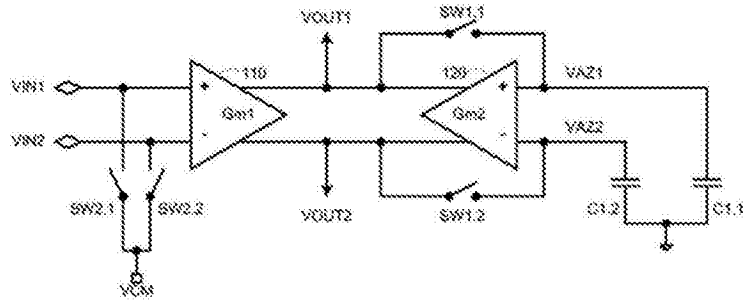 VOUT1
SW1.1
VIN1
+
110
120
+
VAZ1
Gm1
Gm2
VIN2
-
-
VAZ2
SW2.1
SW2.2
VOUT2
SW1.2
C1.2
C1.1
VCM